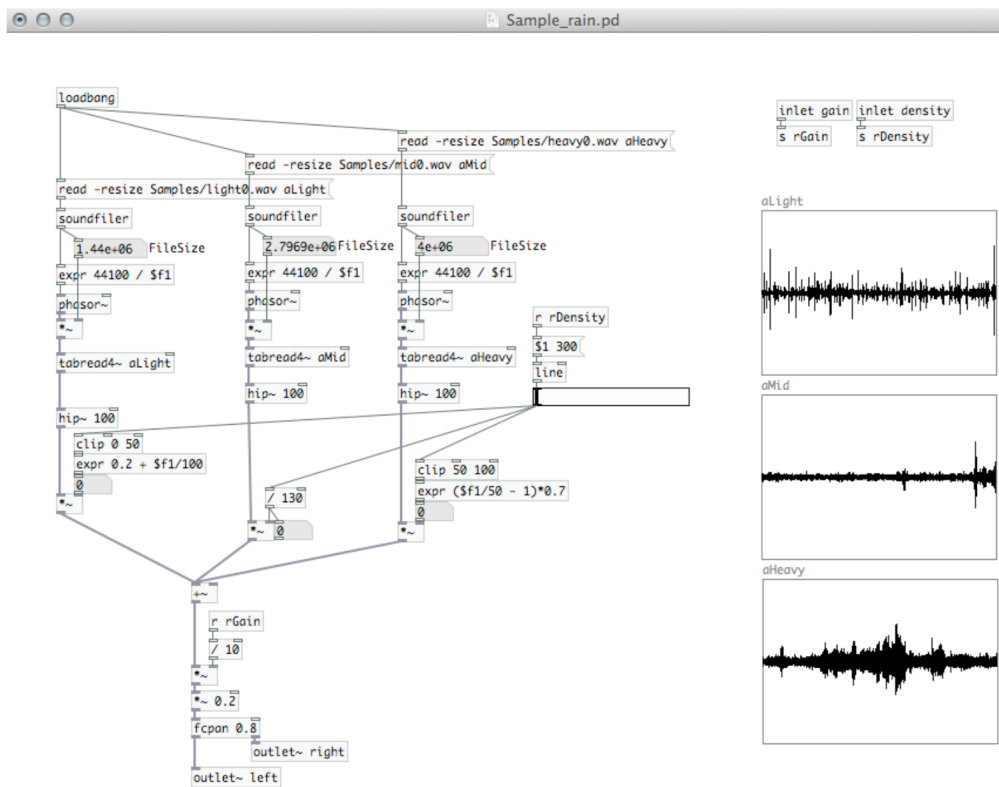 Sample_rain.pd
loadbang
inlet gain
inlet density
s rGain
s rDensity
read -resize Samples/heavy0.wav aHeavy
read -resize Samples/mid0.wav aMid
read -resize Samples/light0.wav aLight
soundfiler
soundfiler
soundfiler
1.44e+06 FileSize
2.7969e+06 FileSize
4e+06 FileSize
expr 44100 / $f1
expr 44100 / $f1
expr 44100 / $f1
phasor~
phasor~
phasor~
*~
*~
*~
tabread4~ aLight
tabread4~ aMid
tabread4~ aHeavy
r rDensity
$1 300
line
hip~ 100
hip~ 100
hip~ 100
clip 0 50
expr 0.2 + $f1/100
0
*~
/ 130
*~
0
clip 50 100
expr ($f1/50 - 1)*0.7
0
*~
+~
r rGain
/ 10
*~
*~ 0.2
fcpan 0.8
outlet~ right
outlet~ left
aLight
aMid
aHeavy